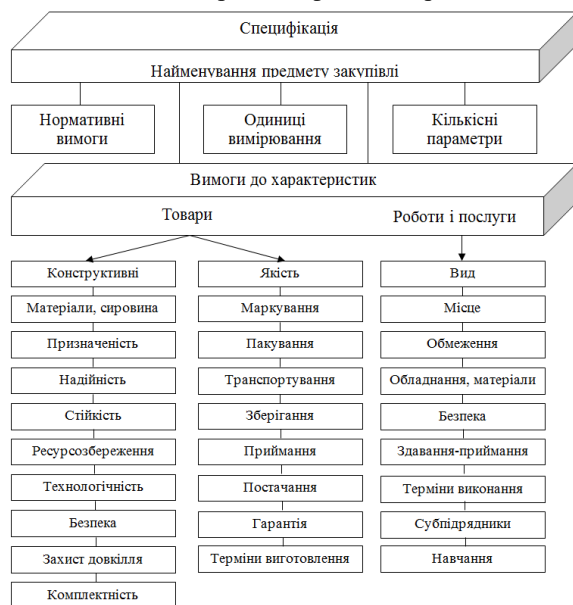 Специфікація
Найменування предмету закупівлі
Нормативні
вимоги
Одиниці
вимірювання
Кількісні
параметри
Вимоги до характеристик
Товари
Роботи і послуги
Конструктивні
Матеріали, сировина
Призначеність
Надійність
Стійкість
Ресурсозбереження
Технологічність
Безпека
Захист довкілля
Комплектність
Якість
Маркування
Пакування
Транспортування
Зберігання
Приймання
Постачання
Гарантія
Терміни виготовлення
Вид
Місце
Обмеження
Обладнання, матеріали
Безпека
Здавання-приймання
Терміни виконання
Субпідрядники
Навчання